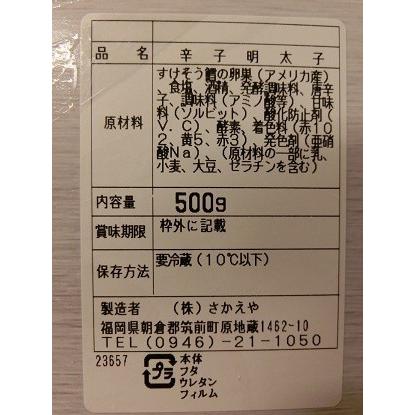 品名 辛子明太子
原材料 すけそう鱈の卵巣（アメリカ産）
、食塩、酒精、発酵調味料、唐辛
子、調味料（アミノ酸等）、甘味
料（ソルビット）、酸化防止剤（
V.C）、酵素、着色料（赤10
2、黄5、赤3）、発色剤（亜硝
酸Na）、（原材料の一部に乳、
小麦、大豆、ゼラチンを含む）
内容量 500g
賞味期限 枠外に記載
保存方法 要冷蔵（10℃以下）
製造者 （株）さかえや
福岡県朝倉郡筑前町原地蔵1462-10
TEL（0946）-21-1050
23657
プラ
本体
フタ
ウレタン
フィルム